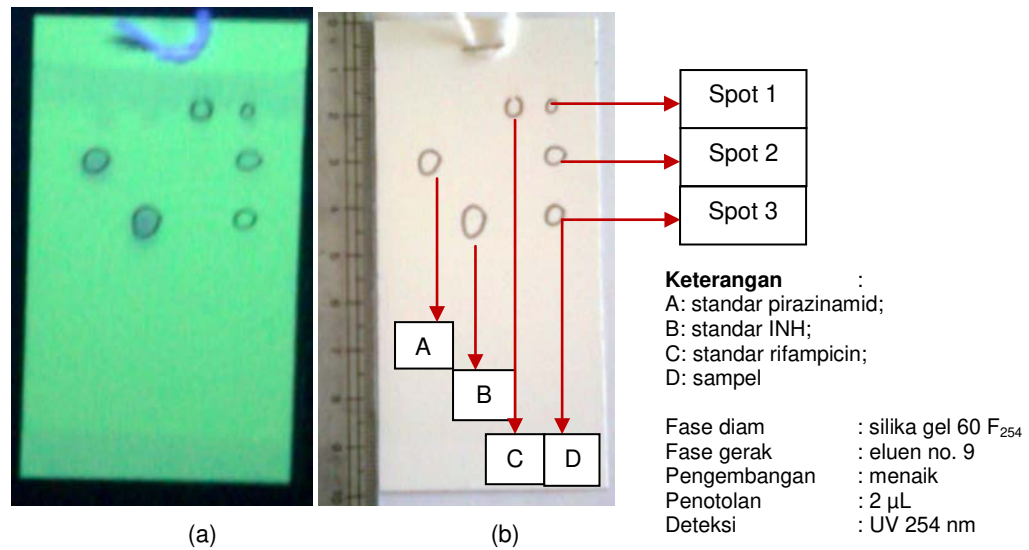 Spot 1
Spot 2
Spot 3
A
B
C
D
Keterangan :
A: standar pirazinamid;
B: standar INH;
C: standar rifampicin;
D: sampel
Fase diam : silika gel 60 F₂₅₄
Fase gerak : eluen no. 9
Pengembangan : menaik
Penotolan : 2 µL
Deteksi : UV 254 nm
(a)
(b)